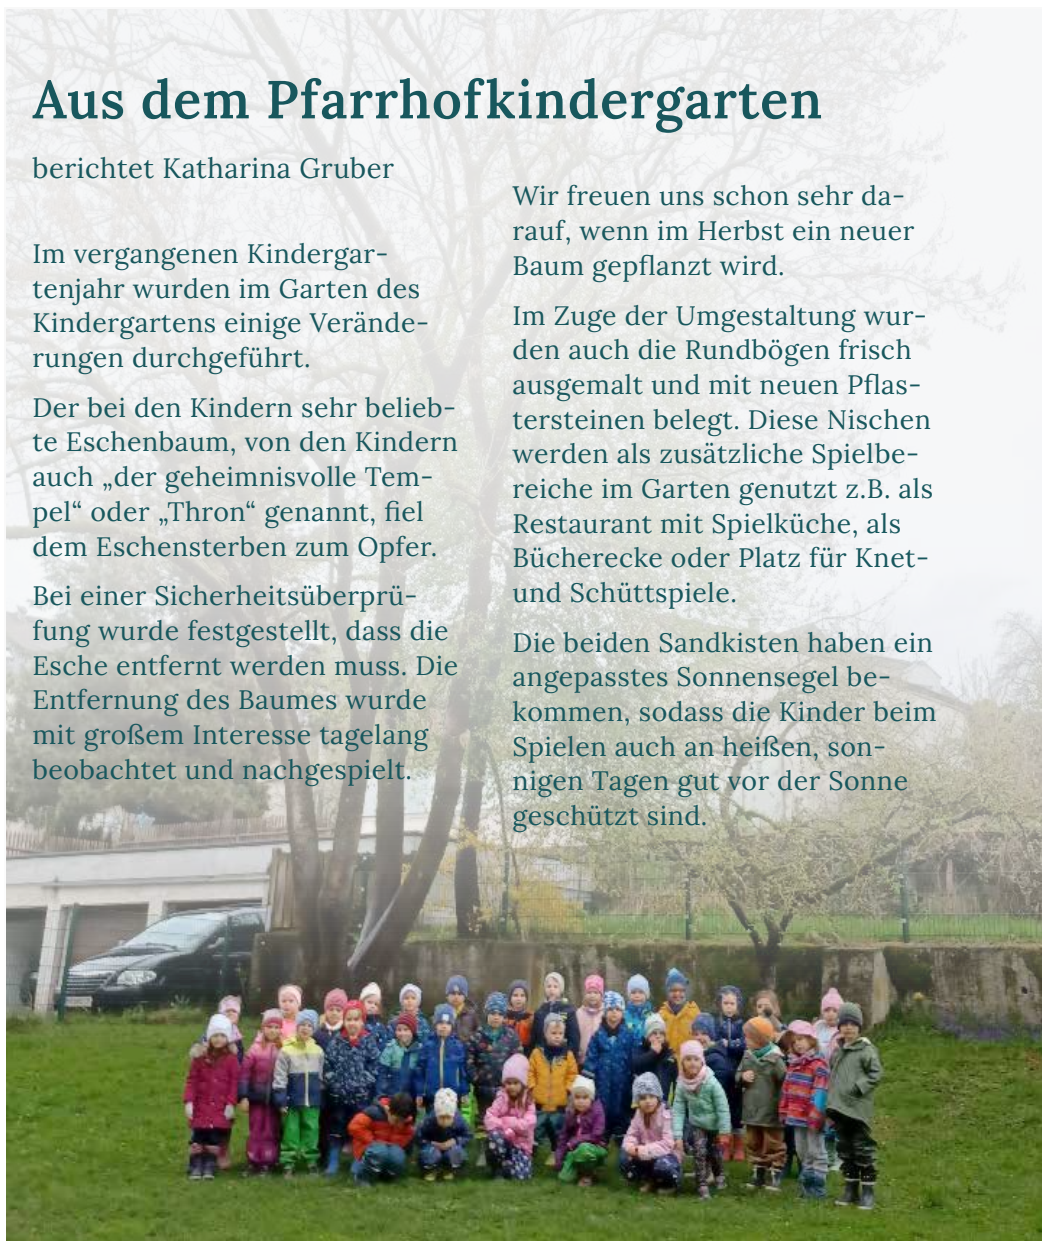 Aus dem Pfarrhofkindergarten
berichtet Katharina Gruber
Im vergangenen Kindergar-
tenjahr wurden im Garten des
Kindergartens einige Verände-
rungen durchgeführt.
Der bei den Kindern sehr belieb-
te Eschenbaum, von den Kindern
auch „der geheimnisvolle Tem-
pel“ oder „Thron“ genannt, fiel
dem Eschensterben zum Opfer.
Bei einer Sicherheitsüberprü-
fung wurde festgestellt, dass die
Esche entfernt werden muss. Die
Entfernung des Baumes wurde
mit großem Interesse tagelang
beobachtet und nachgespielt.
Wir freuen uns schon sehr da-
rauf, wenn im Herbst ein neuer
Baum gepflanzt wird.
Im Zuge der Umgestaltung wur-
den auch die Rundbögen frisch
ausgemalt und mit neuen Pflas-
tersteinen belegt. Diese Nischen
werden als zusätzliche Spielbe-
reiche im Garten genutzt z.B. als
Restaurant mit Spielküche, als
Bücherecke oder Platz für Knet-
und Schüttspiele.
Die beiden Sandkisten haben ein
angepasstes Sonnensegel be-
kommen, sodass die Kinder beim
Spielen auch an heißen, son-
nigen Tagen gut vor der Sonne
geschützt sind.